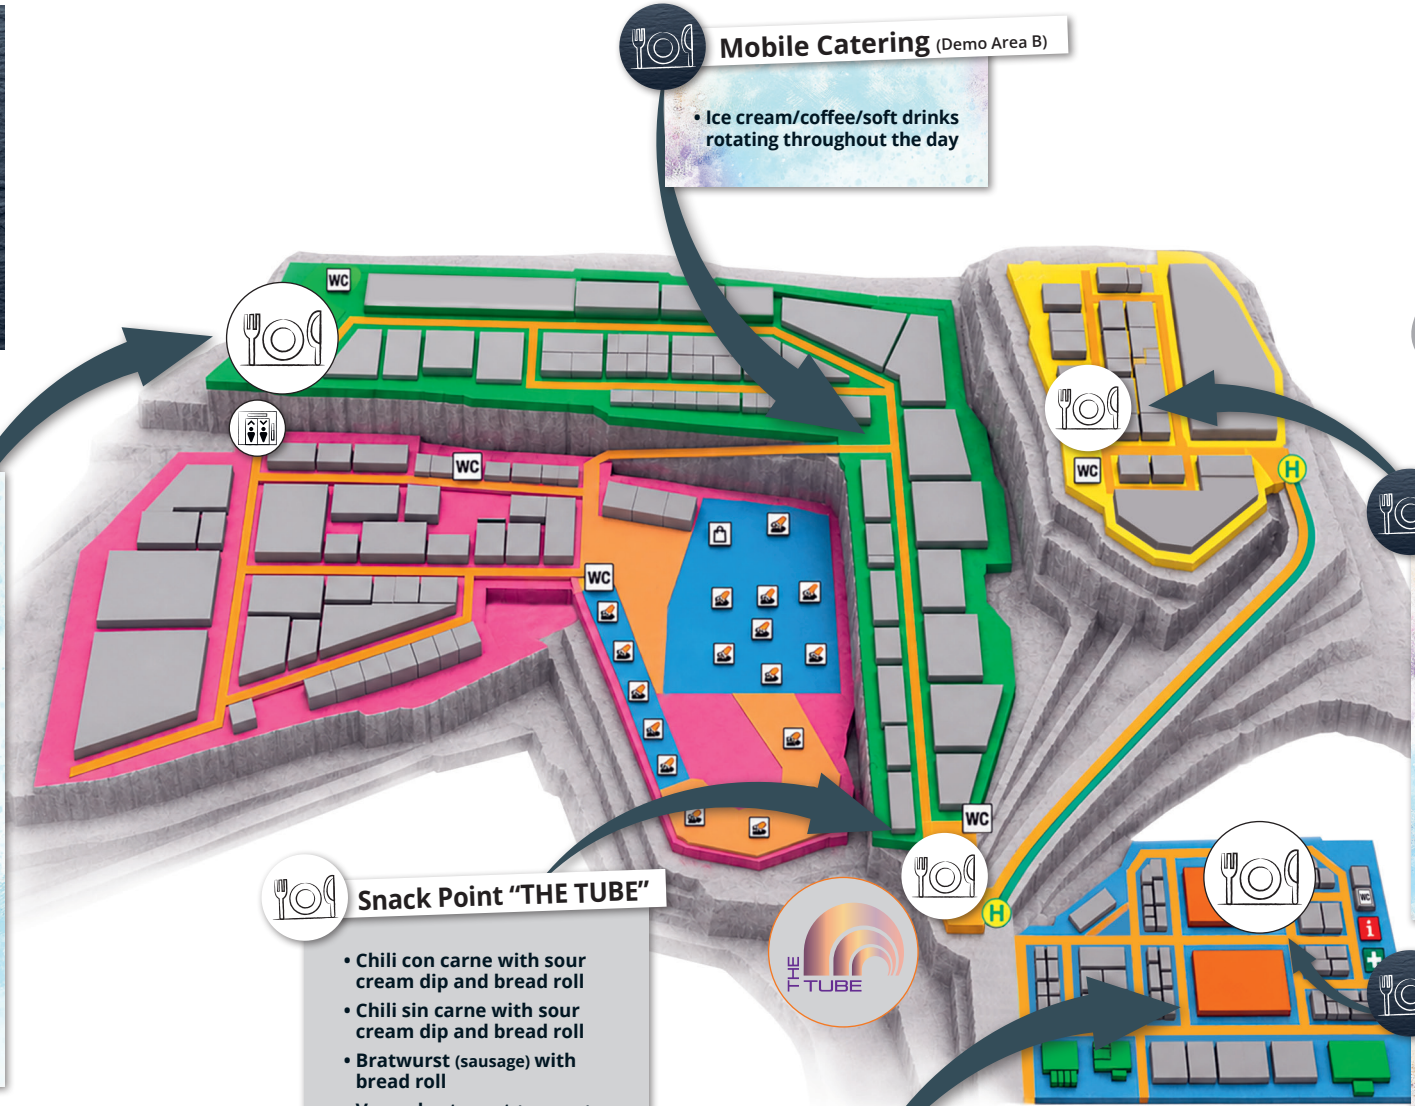 Mobile Catering (Demo Area B)
• Ice cream/coffee/soft drinks
rotating throughout the day
WC
WC
WC
WC
H
WC
H
WC
i
THE
TUBE
Snack Point “THE TUBE”
• Chili con carne with sour
cream dip and bread roll
• Chili sin carne with sour
cream dip and bread roll
• Bratwurst (sausage) with
bread roll